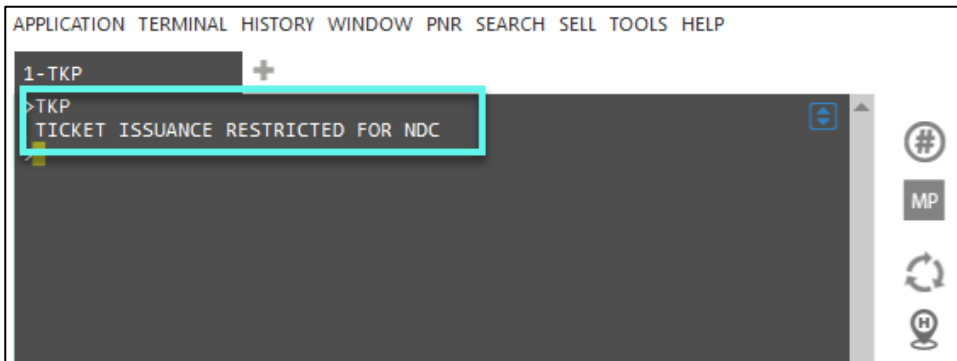 APPLICATION TERMINAL HISTORY WINDOW PNR SEARCH SELL TOOLS HELP
1-TKP
>TKP
TICKET ISSUANCE RESTRICTED FOR NDC
>
#
MP
H